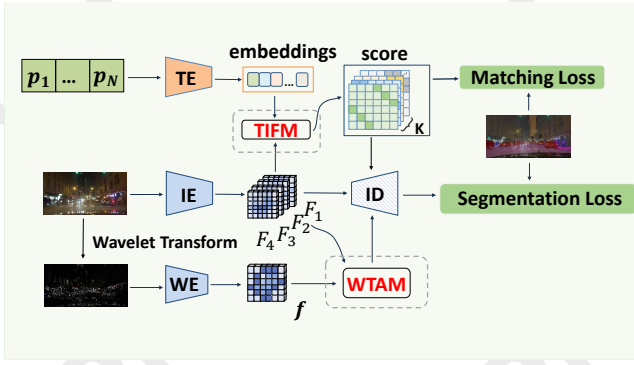 p₁ ... p_N
TE
embeddings
...
TIFM
score
K
Matching Loss
IE
F₁
F₂
F₃
F₄
ID
Segmentation Loss
Wavelet Transform
WE
f
WTAM